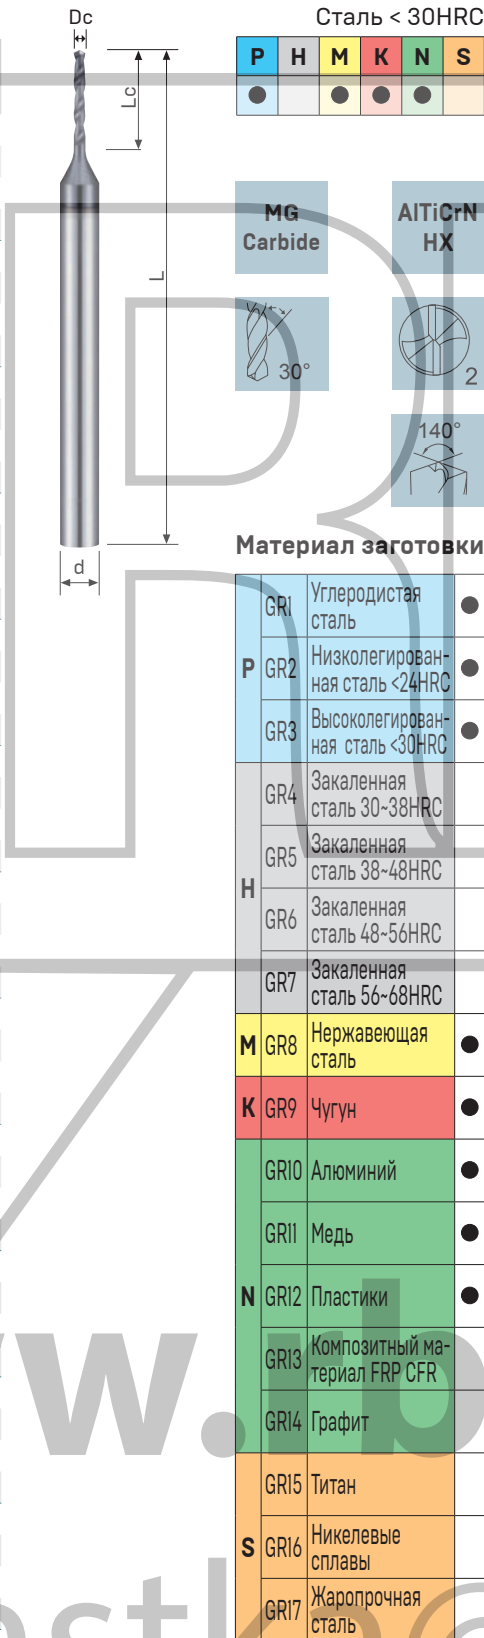 Dc
Сталь < 30HRC
P H M K N S
Lc
L
MG
Carbide
AlTiCrN
HX
30°
2
140°
d
Материал заготовки
P
GR1 Углеродистая
сталь
GR2 Низколегирован-
ная сталь <24HRC
GR3 Высоколегирован-
ная сталь <30HRC
H
GR4 Закаленная
сталь 30~38HRC
GR5 Закаленная
сталь 38~48HRC
GR6 Закаленная
сталь 48~56HRC
GR7 Закаленная
сталь 56~68HRC
M GR8 Нержавеющая
сталь
K GR9 Чугун
N
GR10 Алюминий
GR11 Медь
GR12 Пластики
GR13 Композитный ма-
териал FRP CFR
GR14 Графит
S
GR15 Титан
GR16 Никелевые
сплавы
GR17 Жаропрочная
сталь